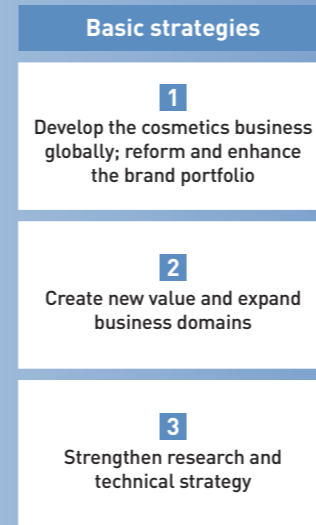 Basic strategies
1
Develop the cosmetics business
globally; reform and enhance
the brand portfolio
2
Create new value and expand
business domains
3
Strengthen research and
technical strategy